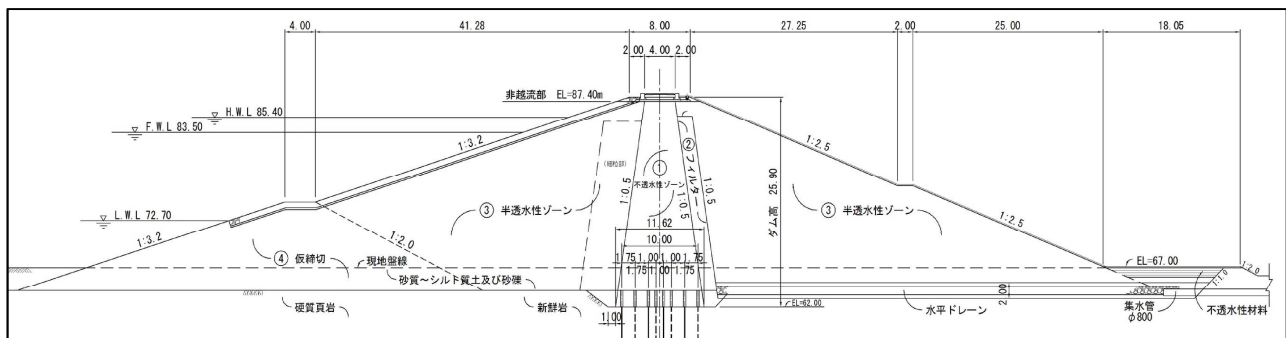 4.00
41.28
8.00
27.25
2.00
25.00
18.05
2.00 4.00 2.00
非越流部 EL=87.40m
H.W.L 85.40
F.W.L 83.50
1:3.2
1:2.5
②フィルター
(細粒部)
①
不透水性ゾーン
1:0.5
1:0.5
1:0.5
ダム高 25.90
L.W.L 72.70
③ 半透水性ゾーン
③ 半透水性ゾーン
1:2.5
11.62
10.00
1:3.2
1:2.0
④ 仮締切
現地盤線
1.75 1.00 1.00 1.75
1.75 1.00 1.75
EL=67.00
1:2.0
1:1.0
砂質~シルト質土及び砂礫
2.00
硬質頁岩
新鮮岩
EL=62.00
水平ドレーン
集水管
φ800
不透水性材料
1.00